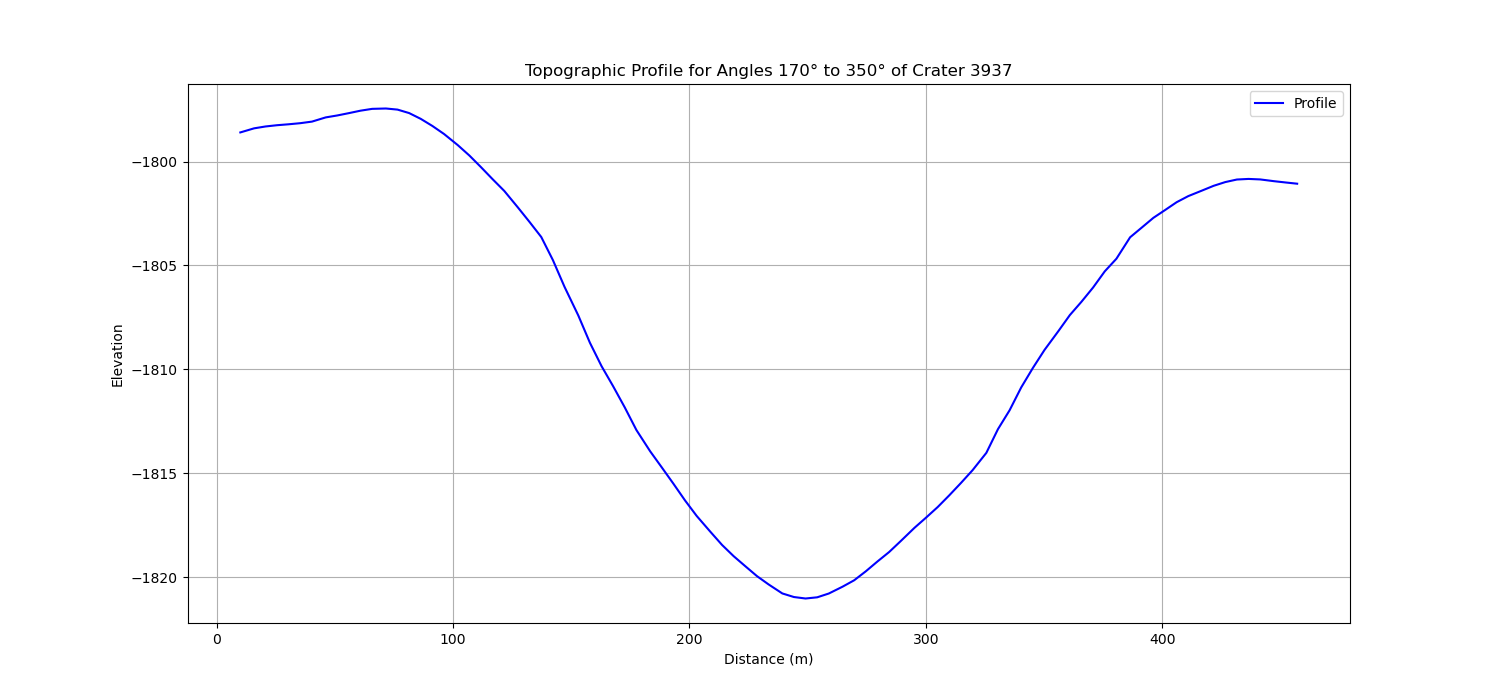 Topographic Profile for Angles 170° to 350° of Crater 3937
Profile
−1800
−1805
−1810
−1815
−1820
Elevation
0 100 200 300 400
Distance (m)